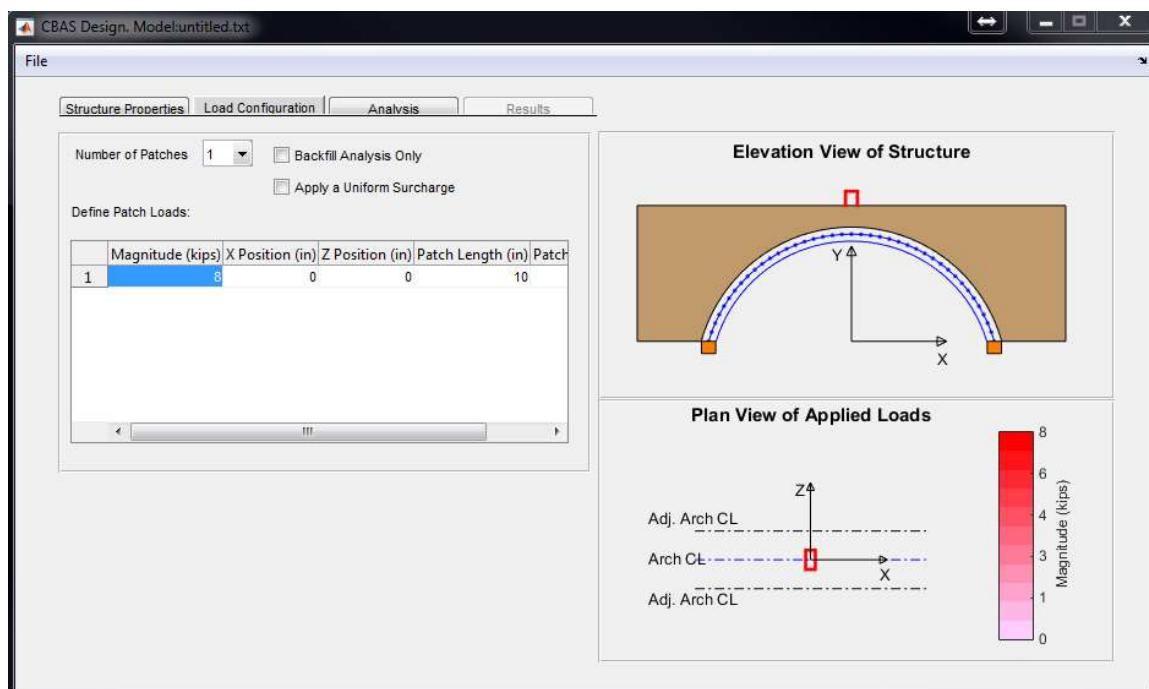 CBAS Design. Model:untitled.txt
File
Structure Properties Load Configuration Analysis Results
Number of Patches 1 Backfill Analysis Only
Apply a Uniform Surcharge
Define Patch Loads:
Magnitude (kips) X Position (in) Z Position (in) Patch Length (in) Patch
1 8 0 0 10
Elevation View of Structure
Y
X
Plan View of Applied Loads
Z
Adj. Arch CL
Arch CL
X
Adj. Arch CL
8
6
4
3
1
0
Magnitude (kips)